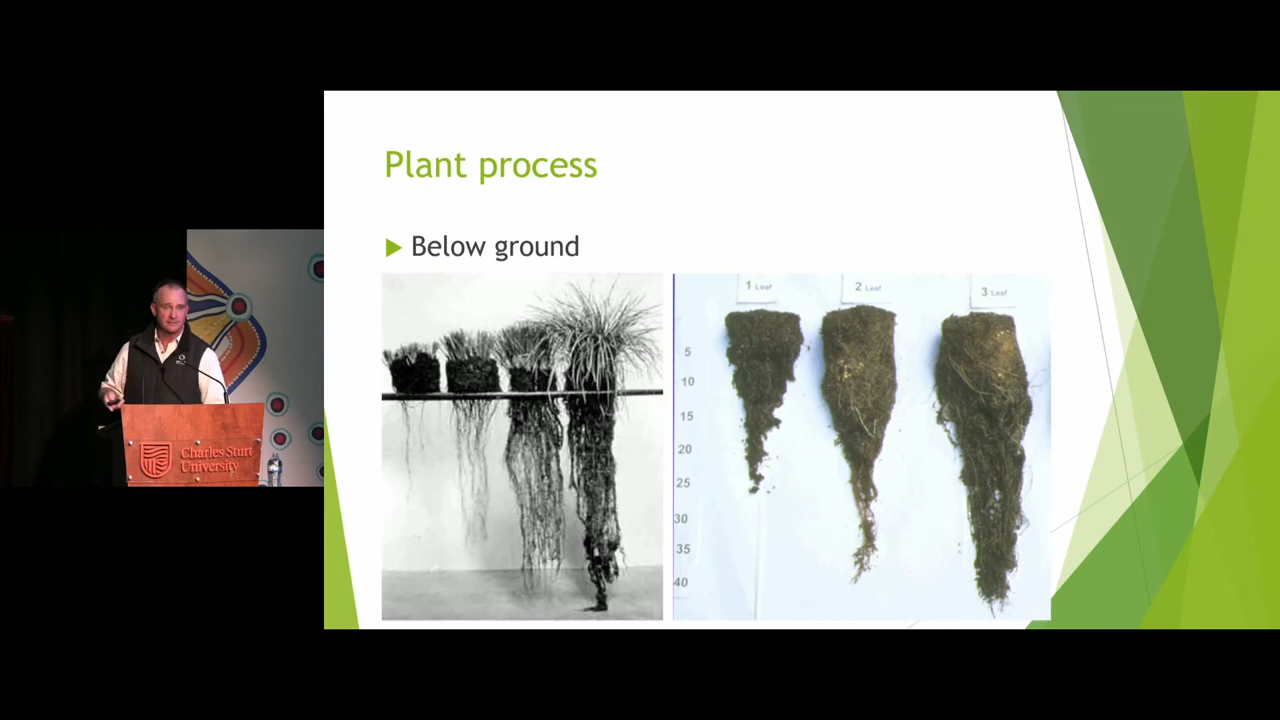 Plant process
Below ground
1 Leaf
2 Leaf
3 Leaf
5
10
15
20
25
30
35
40
Charles Sturt
University